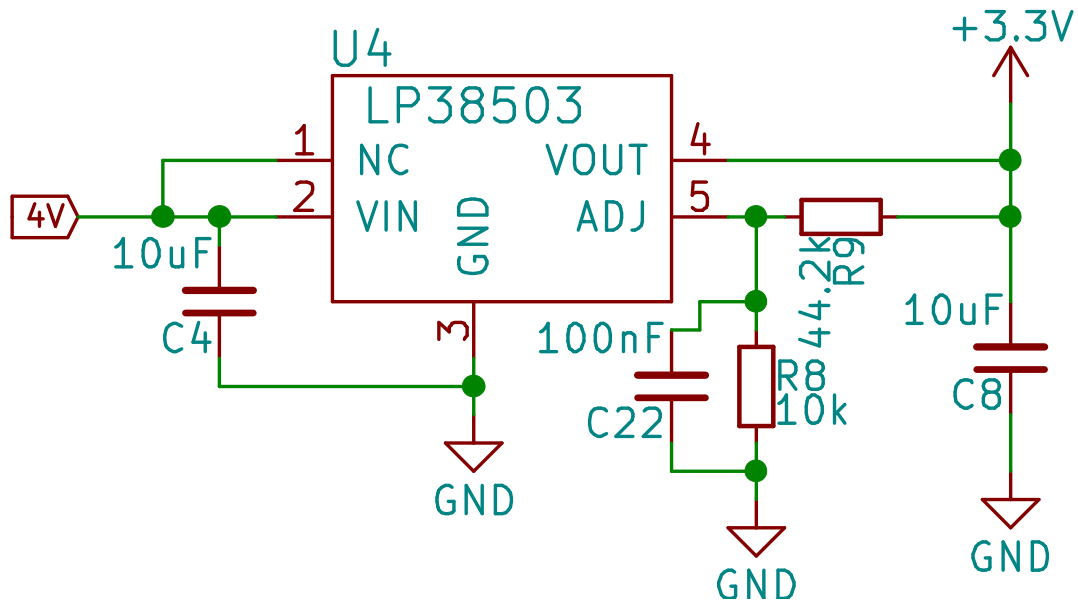 +3.3V
U4
LP38503
1
NC
VOUT
4
4V
2
VIN
GND
ADJ
5
10uF
44.2k
R9
C4
3
100nF
10uF
R8
10k
C22
C8
GND
GND
GND